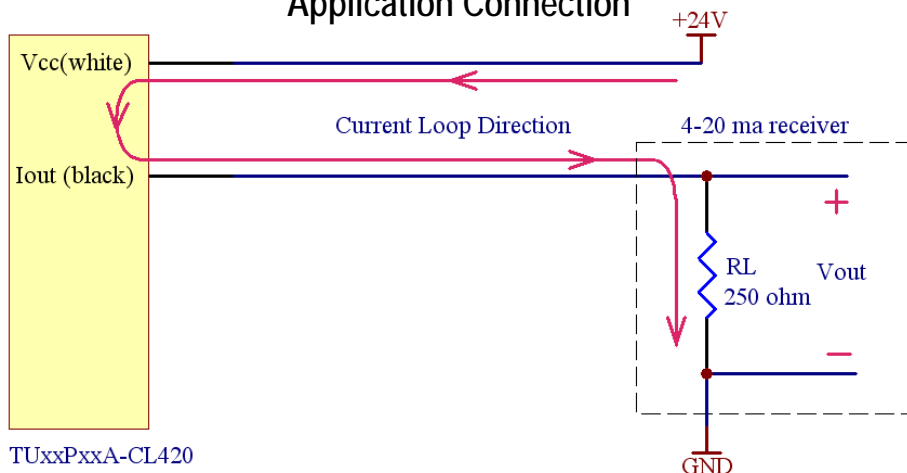 Application Connection
+24V
Vcc(white)
Current Loop Direction
4-20 ma receiver
Iout (black)
+
RL
250 ohm
Vout
−
TUxxPxxA-CL420
GND